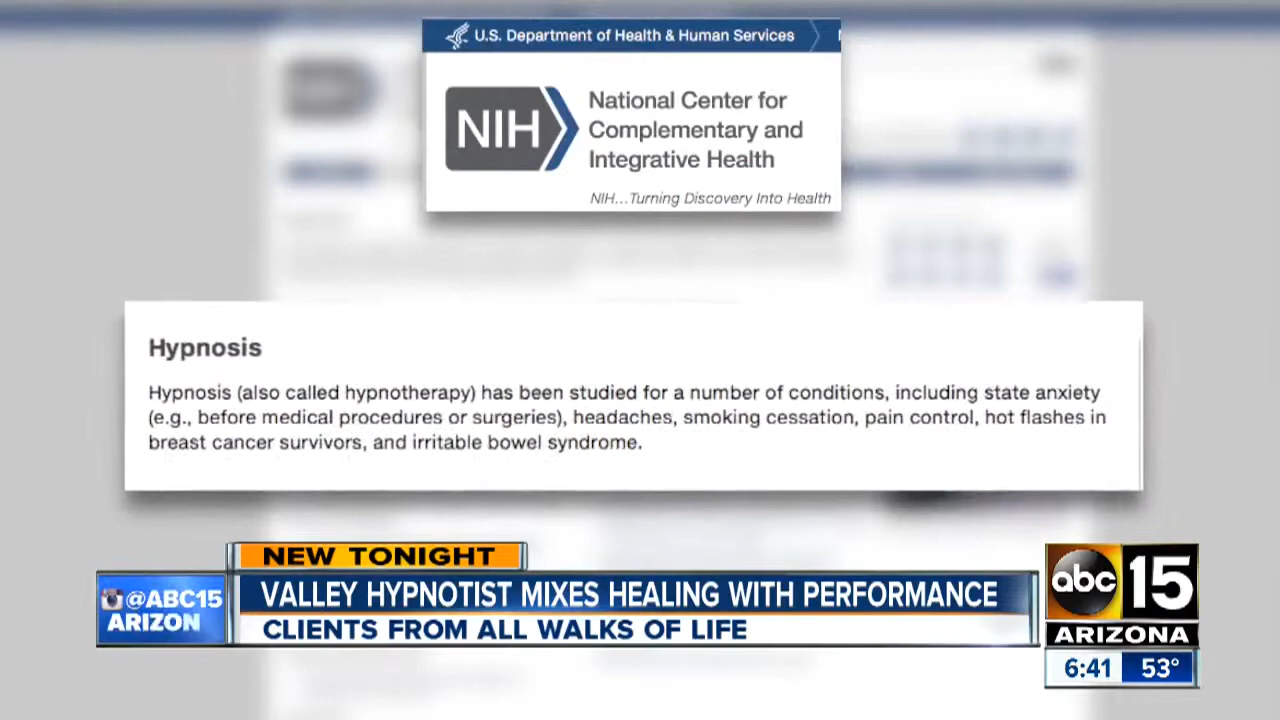 U.S. Department of Health & Human Services
NIH
National Center for
Complementary and
Integrative Health
NIH...Turning Discovery Into Health
Hypnosis
Hypnosis (also called hypnotherapy) has been studied for a number of conditions, including state anxiety
(e.g., before medical procedures or surgeries), headaches, smoking cessation, pain control, hot flashes in
breast cancer survivors, and irritable bowel syndrome.
NEW TONIGHT
@ABC15
ARIZON
VALLEY HYPNOTIST MIXES HEALING WITH PERFORMANCE
CLIENTS FROM ALL WALKS OF LIFE
abc 15
ARIZONA
6:41 53°